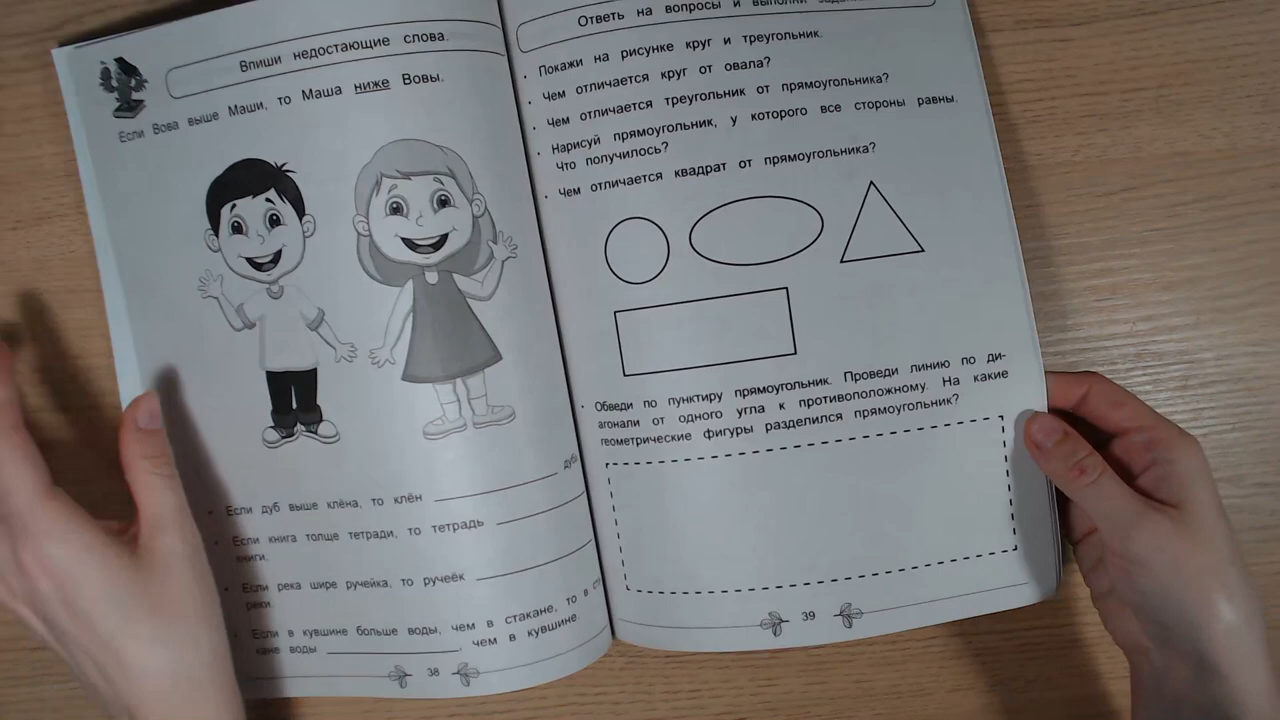 Впиши недостающие слова.
Если Вова выше Маши, то Маша ниже Вовы.
• Если дуб выше клёна, то клён ____________
• Если книга толще тетради, то тетрадь ____________
книги.
• Если река шире ручейка, то ручеёк ____________
реки.
• Если в кувшине больше воды, чем в стакане, то в
кане воды ____________, чем в кувшине.
38
Ответь на вопросы и выполни
• Покажи на рисунке круг и треугольник.
• Чем отличается круг от овала?
• Чем отличается треугольник от прямоугольника?
• Нарисуй прямоугольник, у которого все стороны равны.
Что получилось?
• Чем отличается квадрат от прямоугольника?
• Обведи по пунктиру прямоугольник. Проведи линию по ди-
агонали от одного угла к противоположному. На какие
геометрические фигуры разделился прямоугольник?
39